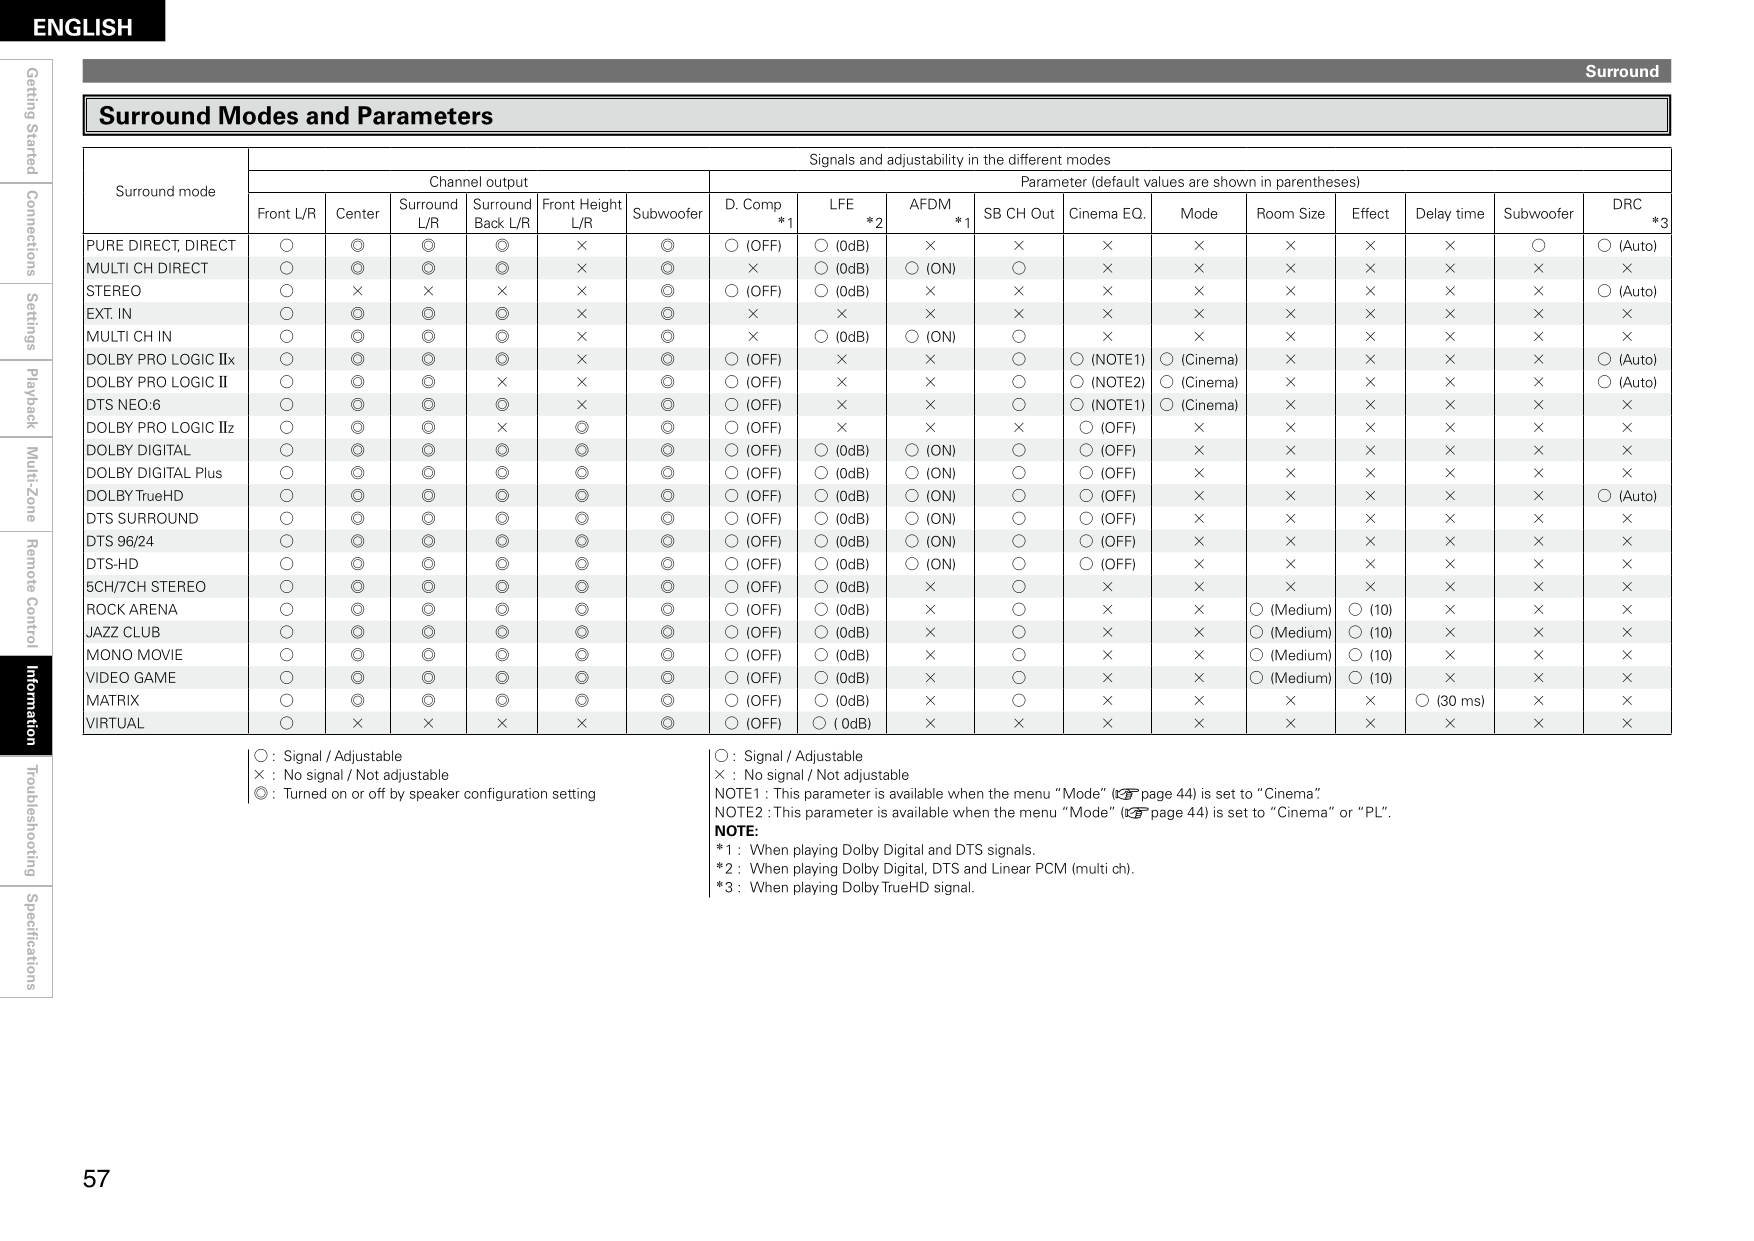 ENGLISH
Getting Started
Connections
Settings
Playback
Multi-Zone
Remote Control
Information
Troubleshooting
Specifications
Surround
Surround Modes and Parameters
Surround mode
Signals and adjustability in the different modes
Channel output
Parameter (default values are shown in parentheses)
Front L/R Center Surround L/R Surround Back L/R Front Height L/R Subwoofer D. Comp *1 LFE *2 AFDM *1 SB CH Out Cinema EQ. Mode Room Size Effect Delay time Subwoofer DRC *3
PURE DIRECT, DIRECT ○ ◎ ◎ ◎ × ◎ ○ (OFF) ○ (0dB) × × × × × × × ○ ○ (Auto)
MULTI CH DIRECT ○ ◎ ◎ ◎ × ◎ × ○ (0dB) ○ (ON) ○ × × × × × × ×
STEREO ○ × × × × ◎ ○ (OFF) ○ (0dB) × × × × × × × × ○ (Auto)
EXT. IN ○ ◎ ◎ ◎ × ◎ × × × × × × × × × × ×
MULTI CH IN ○ ◎ ◎ ◎ × ◎ × ○ (0dB) ○ (ON) ○ × × × × × × ×
DOLBY PRO LOGIC IIx ○ ◎ ◎ ◎ × ◎ ○ (OFF) × × ○ ○ (NOTE1) ○ (Cinema) × × × × ○ (Auto)
DOLBY PRO LOGIC II ○ ◎ ◎ × × ◎ ○ (OFF) × × ○ ○ (NOTE2) ○ (Cinema) × × × × ○ (Auto)
DTS NEO:6 ○ ◎ ◎ ◎ × ◎ ○ (OFF) × × ○ ○ (NOTE1) ○ (Cinema) × × × × ×
DOLBY PRO LOGIC IIz ○ ◎ ◎ × ◎ ◎ ○ (OFF) × × × ○ (OFF) × × × × × ×
DOLBY DIGITAL ○ ◎ ◎ ◎ ◎ ◎ ○ (OFF) ○ (0dB) ○ (ON) ○ ○ (OFF) × × × × × ×
DOLBY DIGITAL Plus ○ ◎ ◎ ◎ ◎ ◎ ○ (OFF) ○ (0dB) ○ (ON) ○ ○ (OFF) × × × × × ×
DOLBY TrueHD ○ ◎ ◎ ◎ ◎ ◎ ○ (OFF) ○ (0dB) ○ (ON) ○ ○ (OFF) × × × × × ○ (Auto)
DTS SURROUND ○ ◎ ◎ ◎ ◎ ◎ ○ (OFF) ○ (0dB) ○ (ON) ○ ○ (OFF) × × × × × ×
DTS 96/24 ○ ◎ ◎ ◎ ◎ ◎ ○ (OFF) ○ (0dB) ○ (ON) ○ ○ (OFF) × × × × × ×
DTS-HD ○ ◎ ◎ ◎ ◎ ◎ ○ (OFF) ○ (0dB) ○ (ON) ○ ○ (OFF) × × × × × ×
5CH/7CH STEREO ○ ◎ ◎ ◎ ◎ ◎ ○ (OFF) ○ (0dB) × ○ × × × × × × ×
ROCK ARENA ○ ◎ ◎ ◎ ◎ ◎ ○ (OFF) ○ (0dB) × ○ × × ○ (Medium) ○ (10) × × ×
JAZZ CLUB ○ ◎ ◎ ◎ ◎ ◎ ○ (OFF) ○ (0dB) × ○ × × ○ (Medium) ○ (10) × × ×
MONO MOVIE ○ ◎ ◎ ◎ ◎ ◎ ○ (OFF) ○ (0dB) × ○ × × ○ (Medium) ○ (10) × × ×
VIDEO GAME ○ ◎ ◎ ◎ ◎ ◎ ○ (OFF) ○ (0dB) × ○ × × ○ (Medium) ○ (10) × × ×
MATRIX ○ ◎ ◎ ◎ ◎ ◎ ○ (OFF) ○ (0dB) × ○ × × × × ○ (30 ms) × ×
VIRTUAL ○ × × × × ◎ ○ (OFF) ○ ( 0dB) × × × × × × × × ×
○ : Signal / Adjustable
× : No signal / Not adjustable
◎ : Turned on or off by speaker configuration setting
○ : Signal / Adjustable
× : No signal / Not adjustable
NOTE1 : This parameter is available when the menu “Mode” (☞page 44) is set to “Cinema”.
NOTE2 : This parameter is available when the menu “Mode” (☞page 44) is set to “Cinema” or “PL”.
NOTE:
*1 : When playing Dolby Digital and DTS signals.
*2 : When playing Dolby Digital, DTS and Linear PCM (multi ch).
*3 : When playing Dolby TrueHD signal.
57